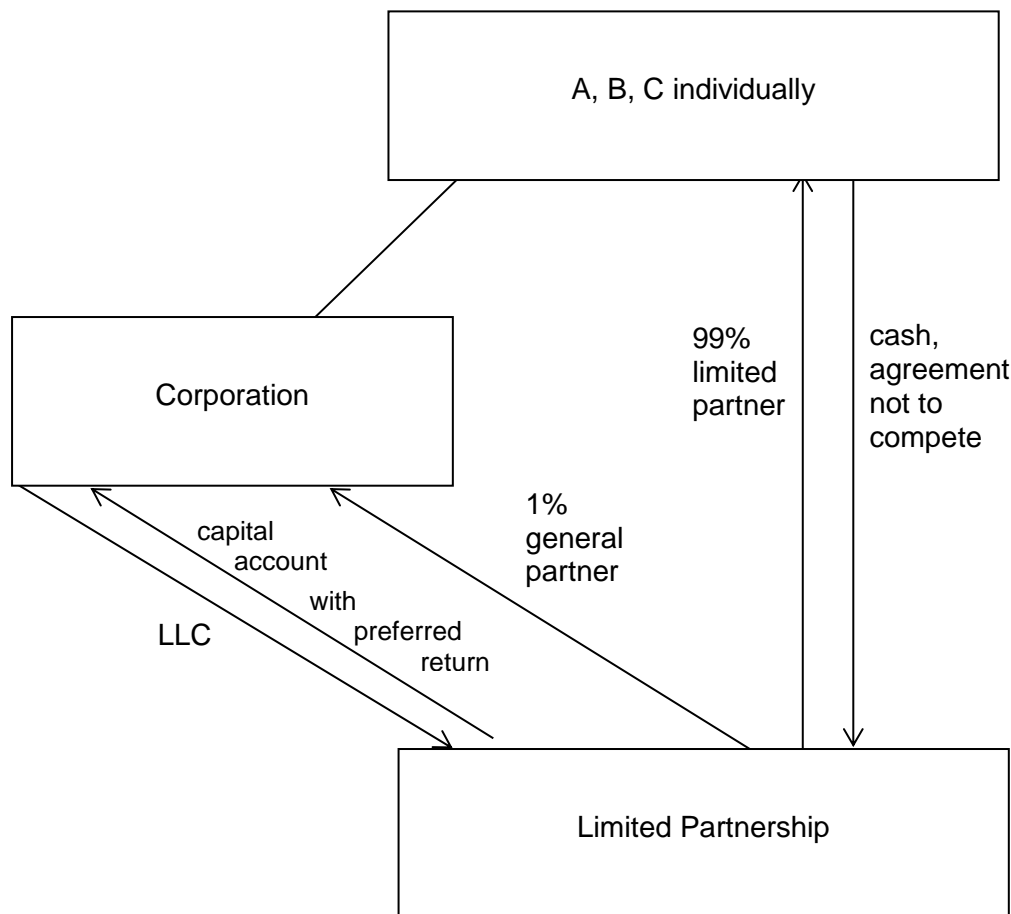 A, B, C individually
Corporation
99%
limited
partner
cash,
agreement
not to
compete
1%
general
partner
capital
account
with
preferred
return
LLC
Limited Partnership